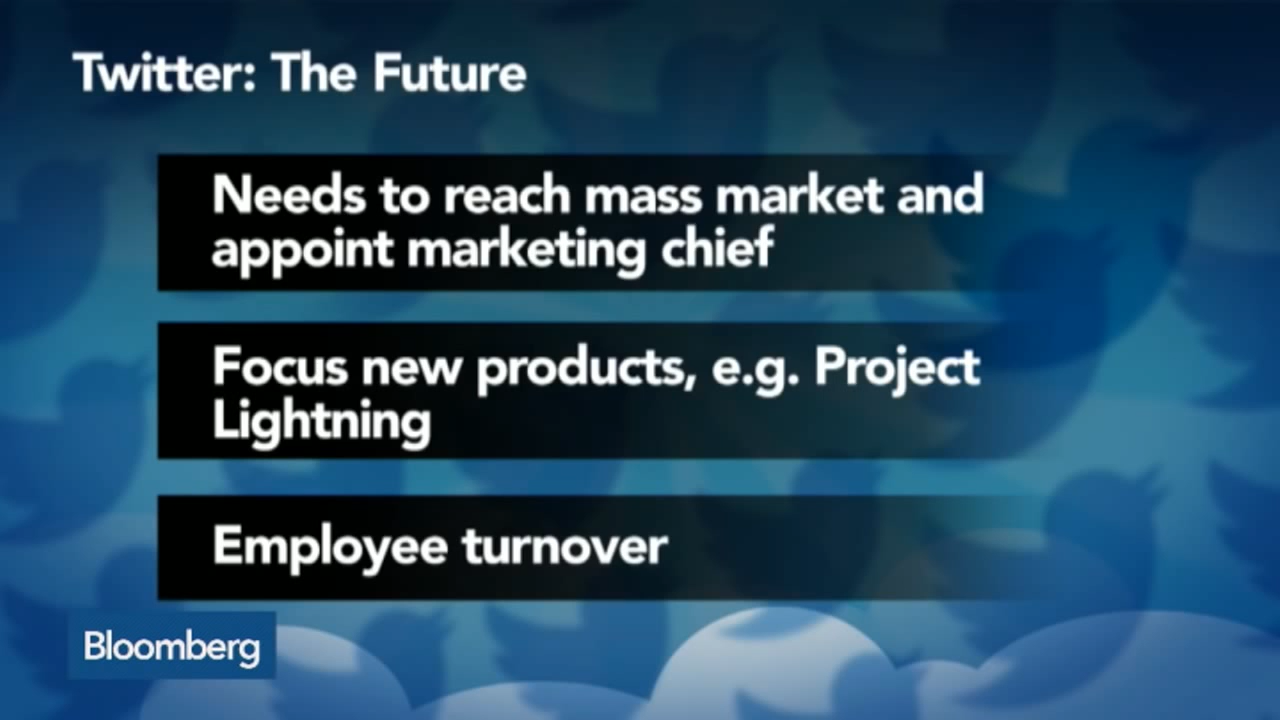 Twitter: The Future
Needs to reach mass market and
appoint marketing chief
Focus new products, e.g. Project
Lightning
Employee turnover
Bloomberg